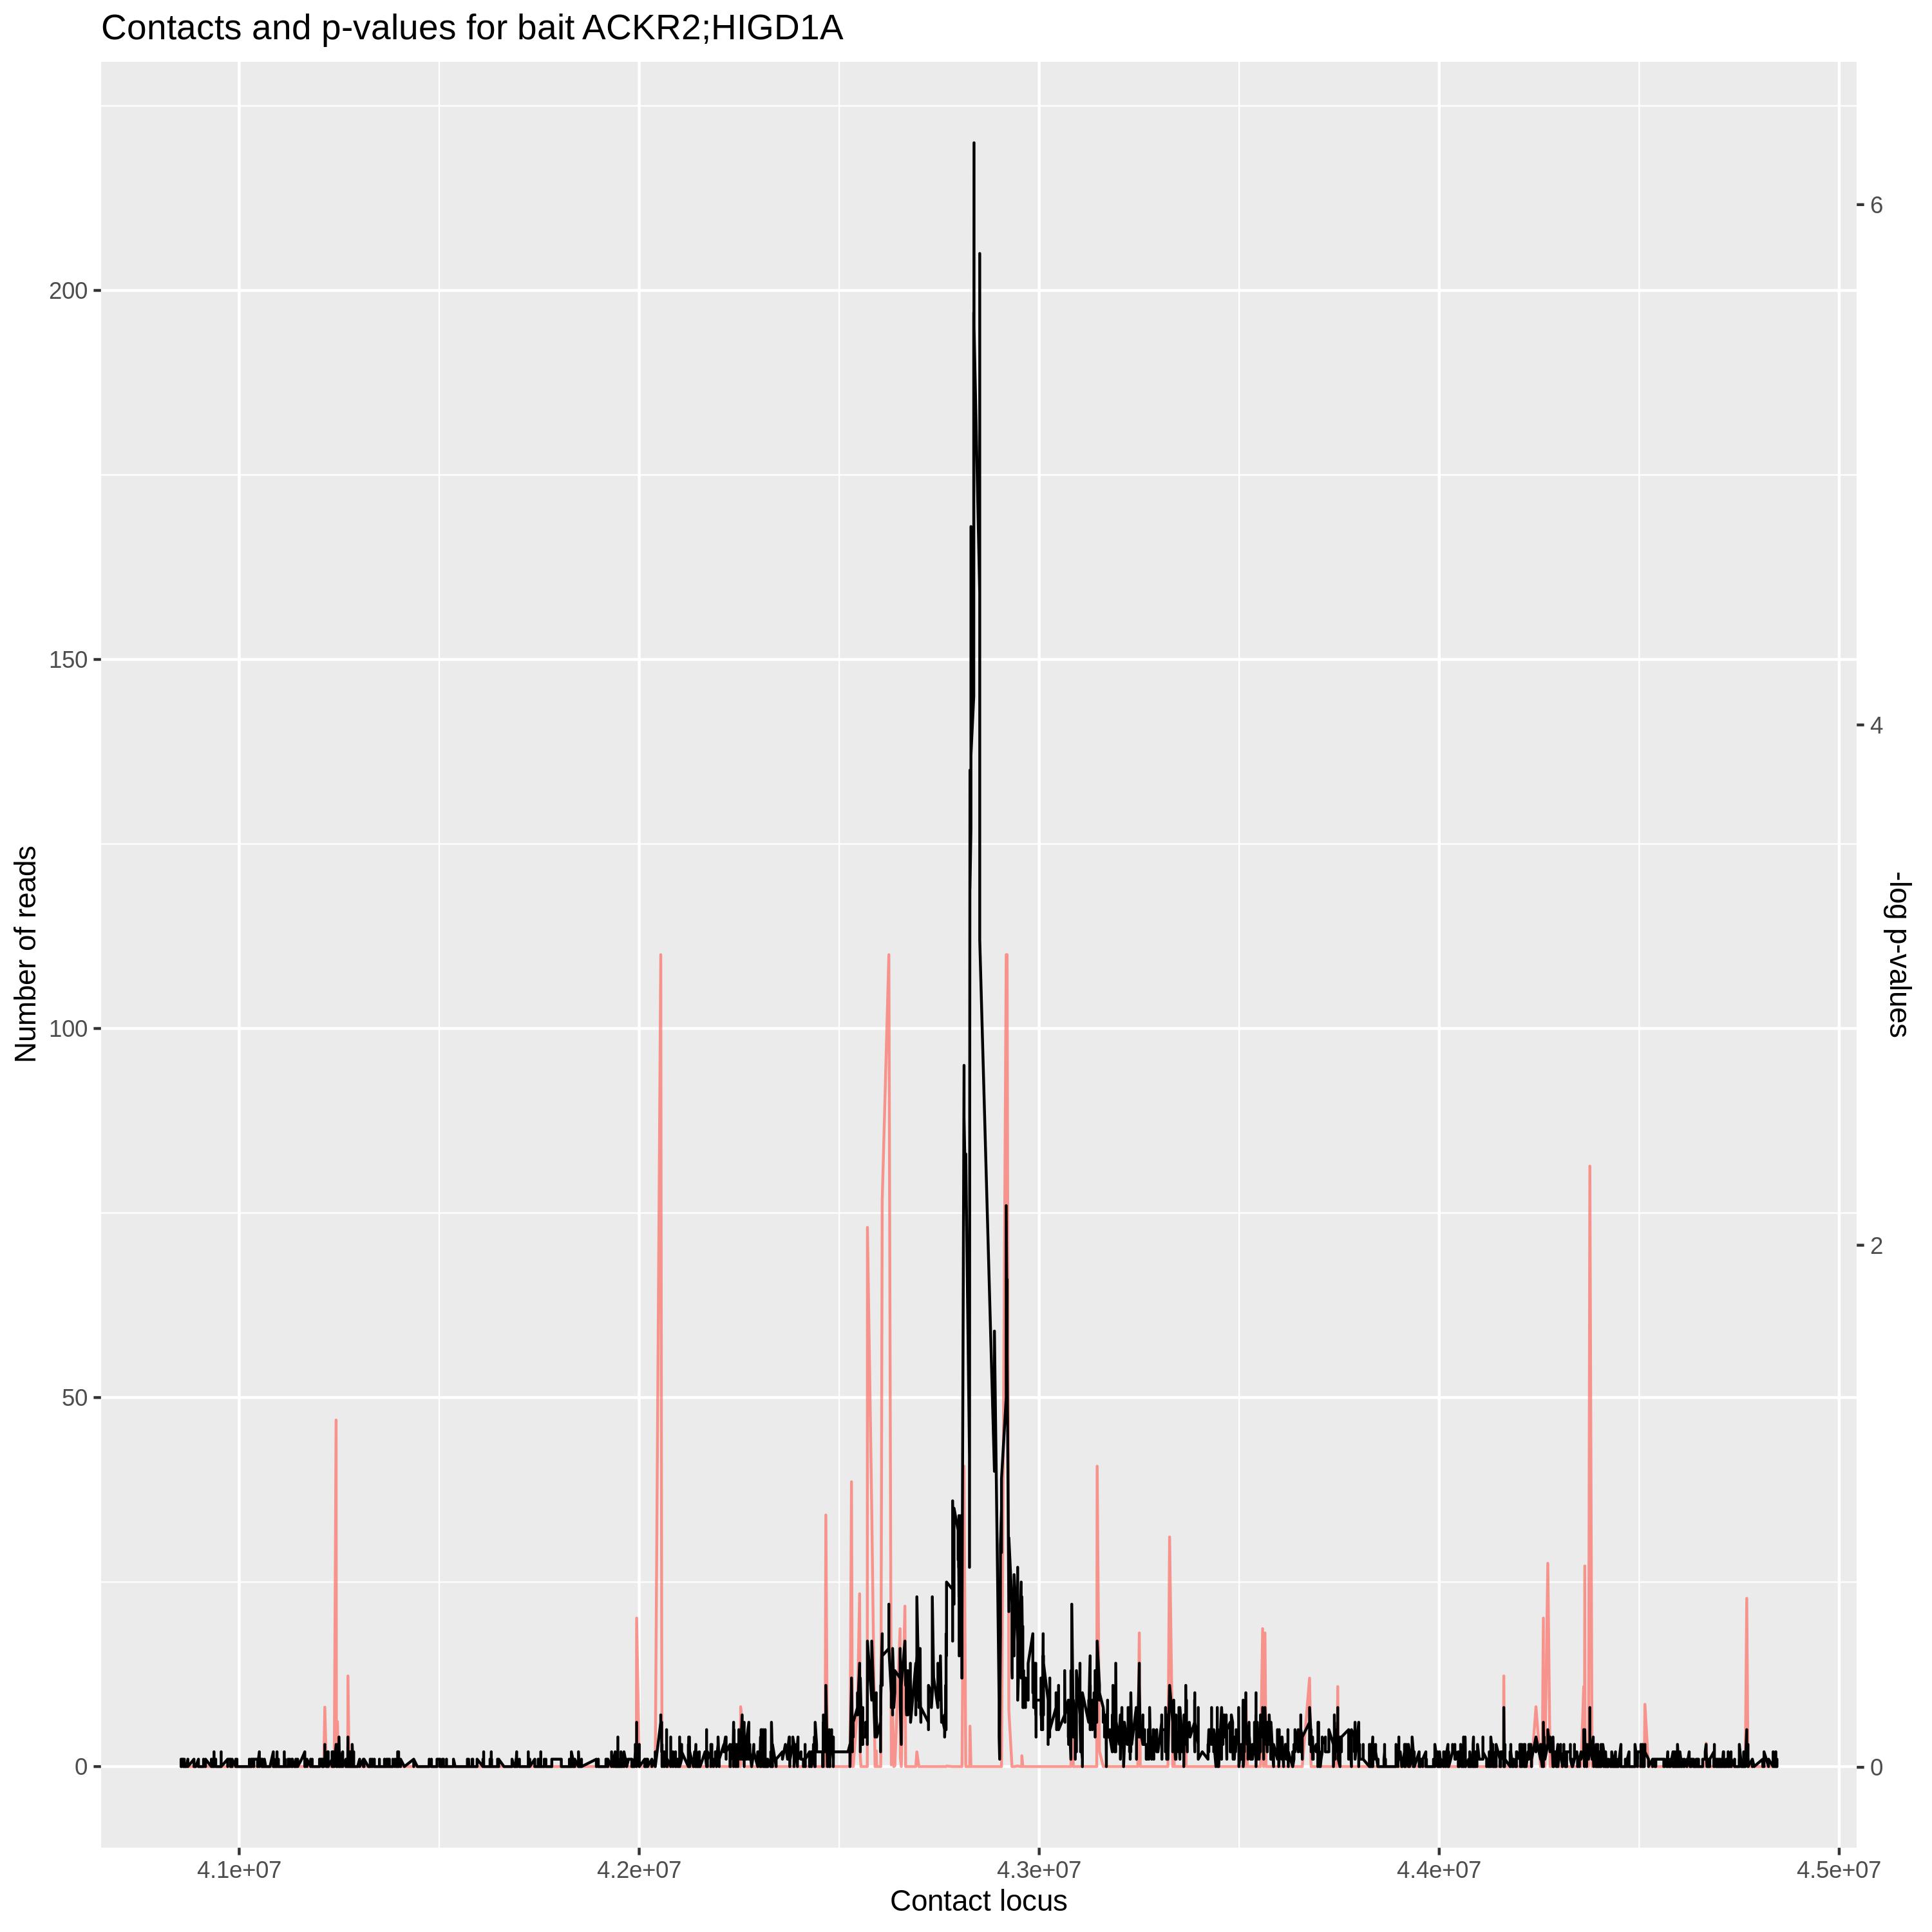 Contacts and p-values for bait ACKR2;HIGD1A
Number of reads
200
150
100
50
0
6
4
2
0
-log p-values
4.1e+07
4.2e+07
4.3e+07
4.4e+07
4.5e+07
Contact locus